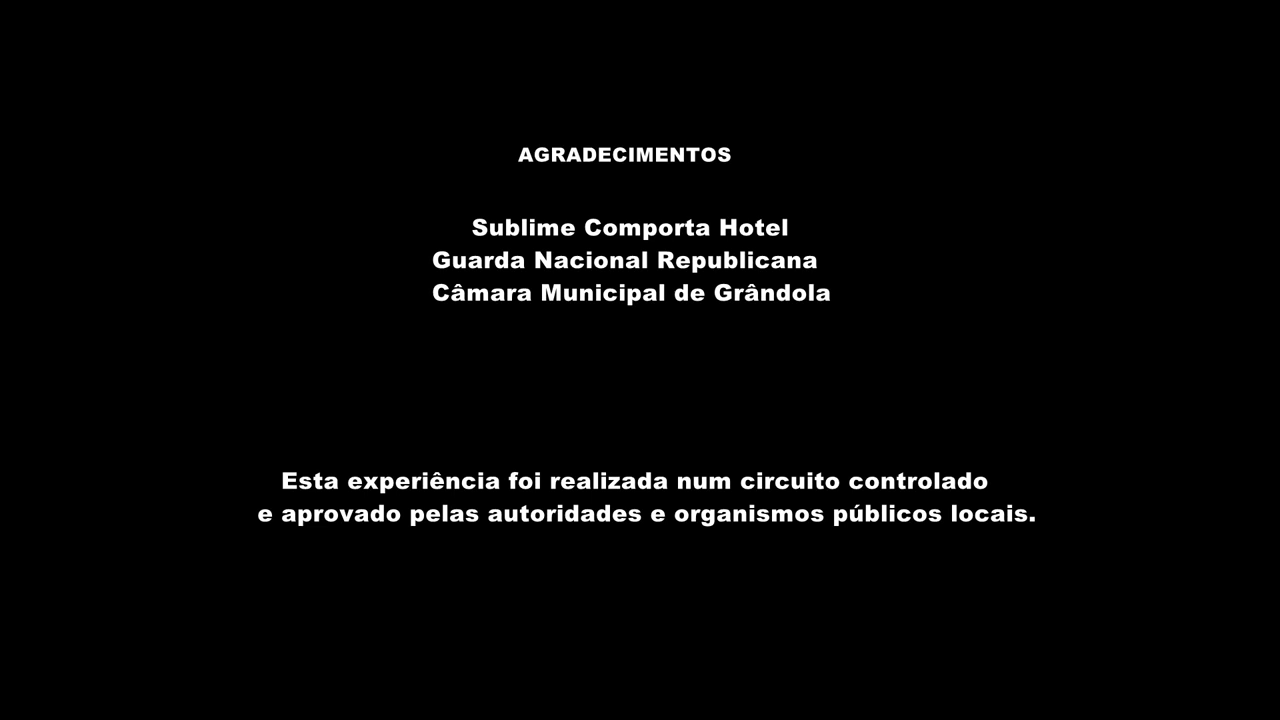 AGRADECIMENTOS
Sublime Comporta Hotel
Guarda Nacional Republicana
Câmara Municipal de Grândola
Esta experiência foi realizada num circuito controlado
e aprovado pelas autoridades e organismos públicos locais.